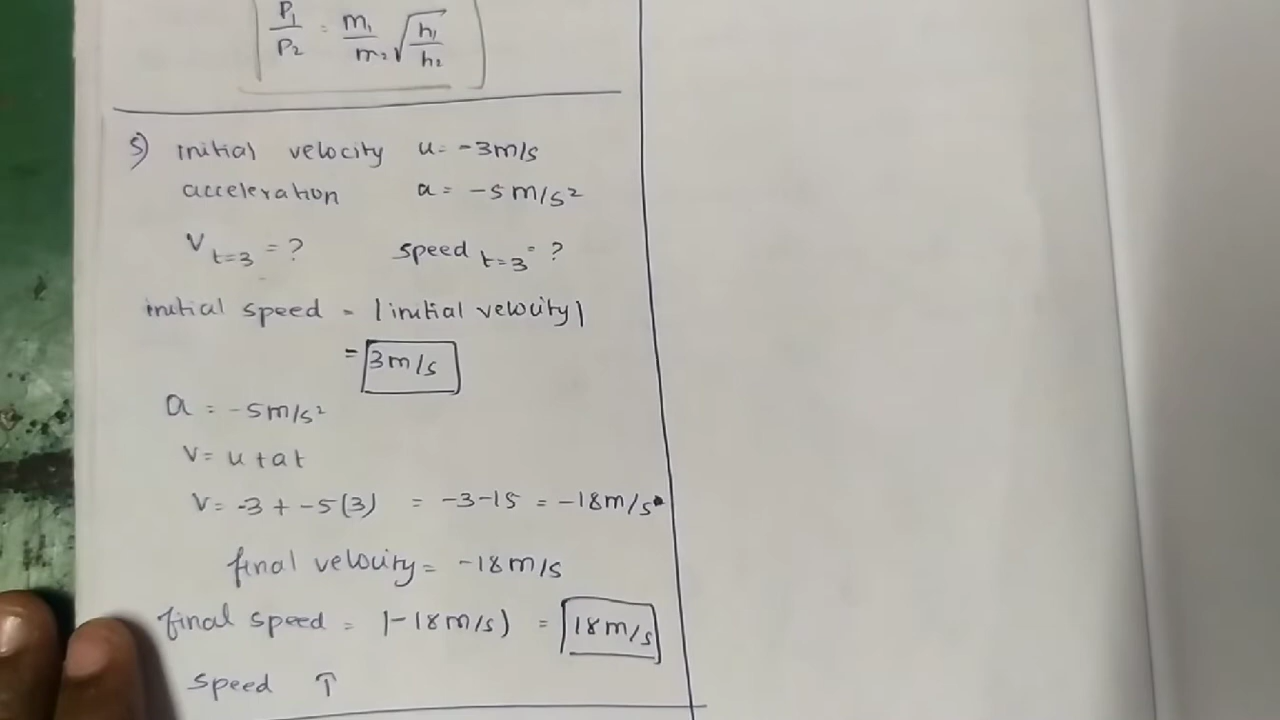 P₁/P₂ = m₁/m₂ √(h₁/h₂)
5) initial velocity u = -3m/s
acceleration a = -5 m/s²
V t=3 = ? speed t=3 = ?
initial speed = |initial velocity|
= 3m/s
a = -5m/s²
V = u + at
V = -3 + -5(3) = -3-15 = -18m/s
final velocity = -18m/s
final speed = |-18m/s) = 18m/s
speed ↑